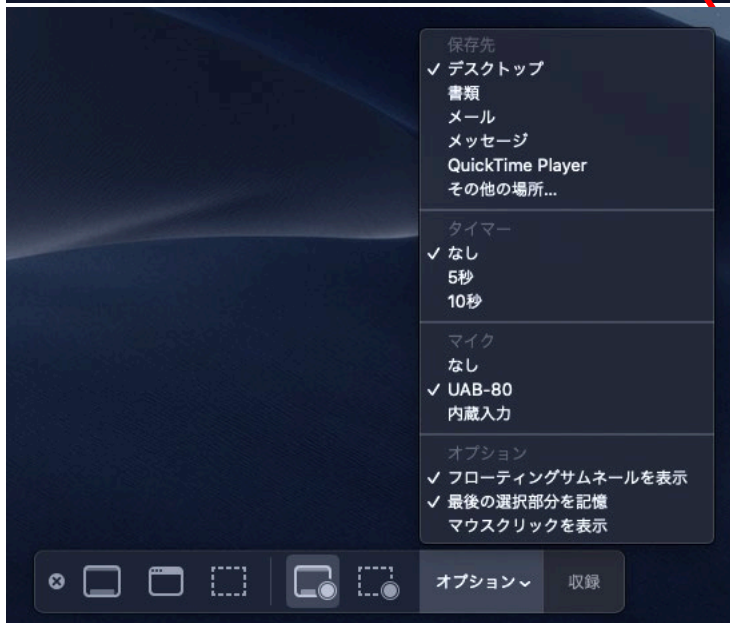 保存先
✓ デスクトップ
書類
メール
メッセージ
QuickTime Player
その他の場所...
タイマー
✓ なし
5秒
10秒
マイク
なし
✓ UAB-80
内蔵入力
オプション
✓ フローティングサムネールを表示
✓ 最後の選択部分を記憶
マウスクリックを表示
オプション
収録